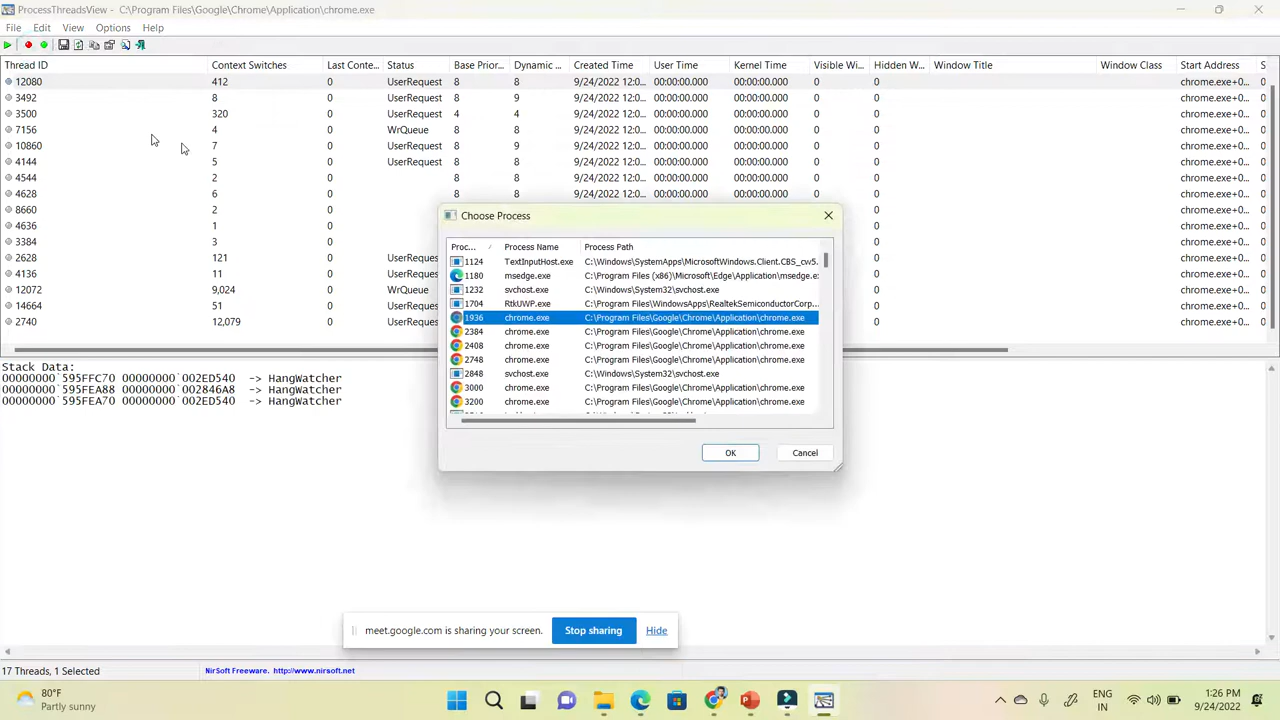 ProcessThreadsView - C:\Program Files\Google\Chrome\Application\chrome.exe
File Edit View Options Help
Thread ID Context Switches Last Conte... Status Base Prior... Dynamic ... Created Time User Time Kernel Time Visible Wi... Hidden W... Window Title Window Class Start Address S
12080 412 0 UserRequest 8 8 9/24/2022 12:0... 00:00:00.000 00:00:00.000 0 0 chrome.exe+0... 0
3492 8 0 UserRequest 8 9 9/24/2022 12:0... 00:00:00.000 00:00:00.000 0 0 chrome.exe+0... 0
3500 320 0 UserRequest 4 4 9/24/2022 12:0... 00:00:00.000 00:00:00.000 0 0 chrome.exe+0... 0
7156 4 0 WrQueue 8 8 9/24/2022 12:0... 00:00:00.000 00:00:00.000 0 0 chrome.exe+0... 0
10860 7 0 UserRequest 8 9 9/24/2022 12:0... 00:00:00.000 00:00:00.000 0 0 chrome.exe+0... 0
4144 5 0 UserRequest 8 8 9/24/2022 12:0... 00:00:00.000 00:00:00.000 0 0 chrome.exe+0... 0
4544 2 0 8 8 9/24/2022 12:0... 00:00:00.000 00:00:00.000 0 0 chrome.exe+0... 0
4628 6 0 8 8 9/24/2022 12:0... 00:00:00.000 00:00:00.000 0 0 chrome.exe+0... 0
8660 2 0 0 chrome.exe+0... 0
4636 1 0 0 chrome.exe+0... 0
3384 3 0 0 chrome.exe+0... 0
2628 121 0 UserReque 0 chrome.exe+0... 0
4136 11 0 UserReque 0 chrome.exe+0... 0
12072 9,024 0 WrQueue 0 chrome.exe+0... 0
14664 51 0 UserReque 0 chrome.exe+0... 0
2740 12,079 0 UserReque 0 chrome.exe+0... 0
Choose Process
Proc... Process Name Process Path
1124 TextInputHost.exe C:\Windows\SystemApps\MicrosoftWindows.Client.CBS_cw5.
1180 msedge.exe C:\Program Files (x86)\Microsoft\Edge\Application\msedge.e
1232 svchost.exe C:\Windows\System32\svchost.exe
1704 RtkUWP.exe C:\Program Files\WindowsApps\RealtekSemiconductorCorp...
1936 chrome.exe C:\Program Files\Google\Chrome\Application\chrome.exe
2384 chrome.exe C:\Program Files\Google\Chrome\Application\chrome.exe
2408 chrome.exe C:\Program Files\Google\Chrome\Application\chrome.exe
2748 chrome.exe C:\Program Files\Google\Chrome\Application\chrome.exe
2848 svchost.exe C:\Windows\System32\svchost.exe
3000 chrome.exe C:\Program Files\Google\Chrome\Application\chrome.exe
3200 chrome.exe C:\Program Files\Google\Chrome\Application\chrome.exe
OK Cancel
Stack Data:
00000000`595FFC70 00000000`002ED540 -> HangWatcher
00000000`595FEA88 00000000`002846A8 -> HangWatcher
00000000`595FEA70 00000000`002ED540 -> HangWatcher
meet.google.com is sharing your screen. Stop sharing Hide
17 Threads, 1 Selected NirSoft Freeware. http://www.nirsoft.net
80°F
Partly sunny
ENG
IN
1:26 PM
9/24/2022